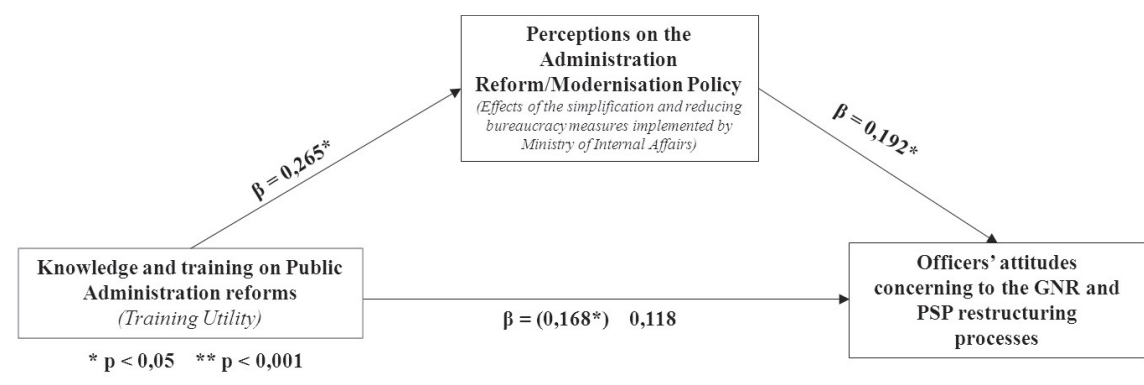 Perceptions on the
Administration
Reform/Modernisation Policy
(Effects of the simplification and reducing
bureaucracy measures implemented by
Ministry of Internal Affairs)
β = 0,265*
β = 0,192*
Knowledge and training on Public
Administration reforms
(Training Utility)
β = (0,168*) 0,118
Officers’ attitudes
concerning to the GNR and
PSP restructuring
processes
* p < 0,05 ** p < 0,001